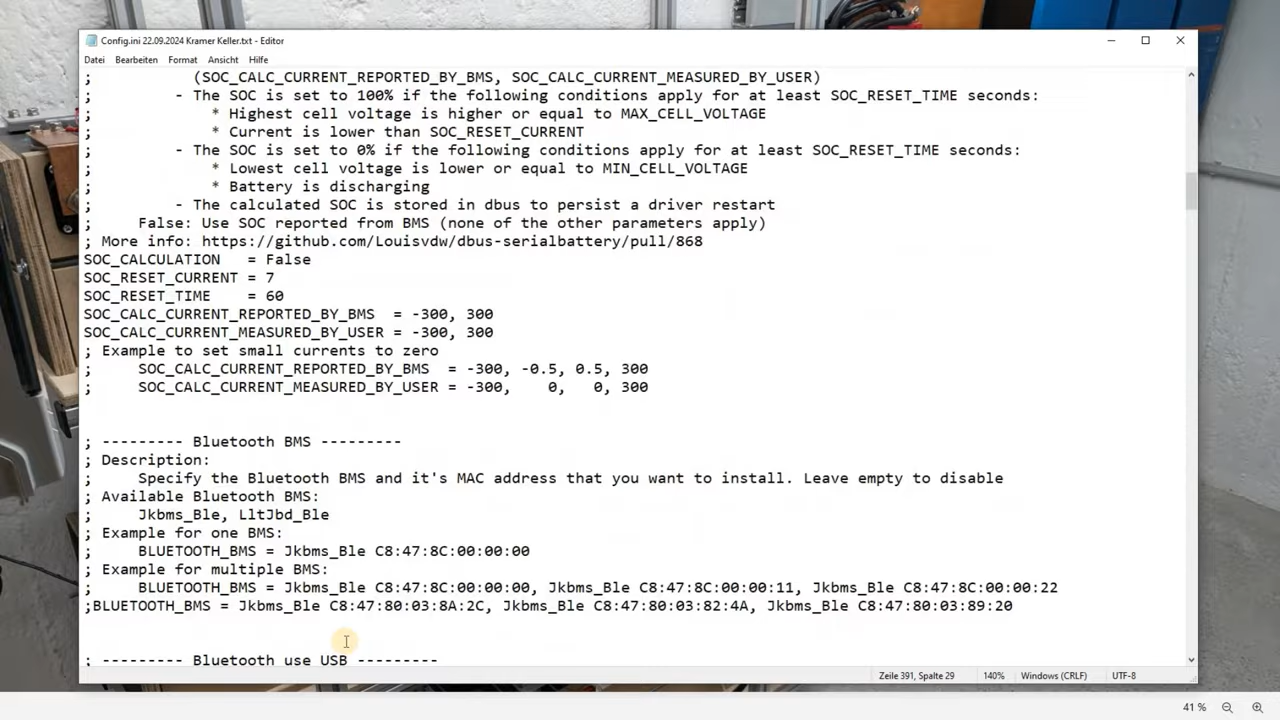 Config.ini 22.09.2024 Kramer Keller.txt - Editor
Datei Bearbeiten Format Ansicht Hilfe
;           (SOC_CALC_CURRENT_REPORTED_BY_BMS, SOC_CALC_CURRENT_MEASURED_BY_USER)
;         - The SOC is set to 100% if the following conditions apply for at least SOC_RESET_TIME seconds:
;             * Highest cell voltage is higher or equal to MAX_CELL_VOLTAGE
;             * Current is lower than SOC_RESET_CURRENT
;         - The SOC is set to 0% if the following conditions apply for at least SOC_RESET_TIME seconds:
;             * Lowest cell voltage is lower or equal to MIN_CELL_VOLTAGE
;             * Battery is discharging
;         - The calculated SOC is stored in dbus to persist a driver restart
;     False: Use SOC reported from BMS (none of the other parameters apply)
; More info: https://github.com/Louisvdw/dbus-serialbattery/pull/868
SOC_CALCULATION   = False
SOC_RESET_CURRENT = 7
SOC_RESET_TIME    = 60
SOC_CALC_CURRENT_REPORTED_BY_BMS  = -300, 300
SOC_CALC_CURRENT_MEASURED_BY_USER = -300, 300
; Example to set small currents to zero
;     SOC_CALC_CURRENT_REPORTED_BY_BMS  = -300, -0.5, 0.5, 300
;     SOC_CALC_CURRENT_MEASURED_BY_USER = -300,    0,   0, 300
; --------- Bluetooth BMS ---------
; Description:
;     Specify the Bluetooth BMS and it's MAC address that you want to install. Leave empty to disable
; Available Bluetooth BMS:
;     Jkbms_Ble, LltJbd_Ble
; Example for one BMS:
;     BLUETOOTH_BMS = Jkbms_Ble C8:47:8C:00:00:00
; Example for multiple BMS:
;     BLUETOOTH_BMS = Jkbms_Ble C8:47:8C:00:00:00, Jkbms_Ble C8:47:8C:00:00:11, Jkbms_Ble C8:47:8C:00:00:22
;BLUETOOTH_BMS = Jkbms_Ble C8:47:80:03:8A:2C, Jkbms_Ble C8:47:80:03:82:4A, Jkbms_Ble C8:47:80:03:89:20
; --------- Bluetooth use USB ---------
Zeile 391, Spalte 29 140% Windows (CRLF) UTF-8
41 %